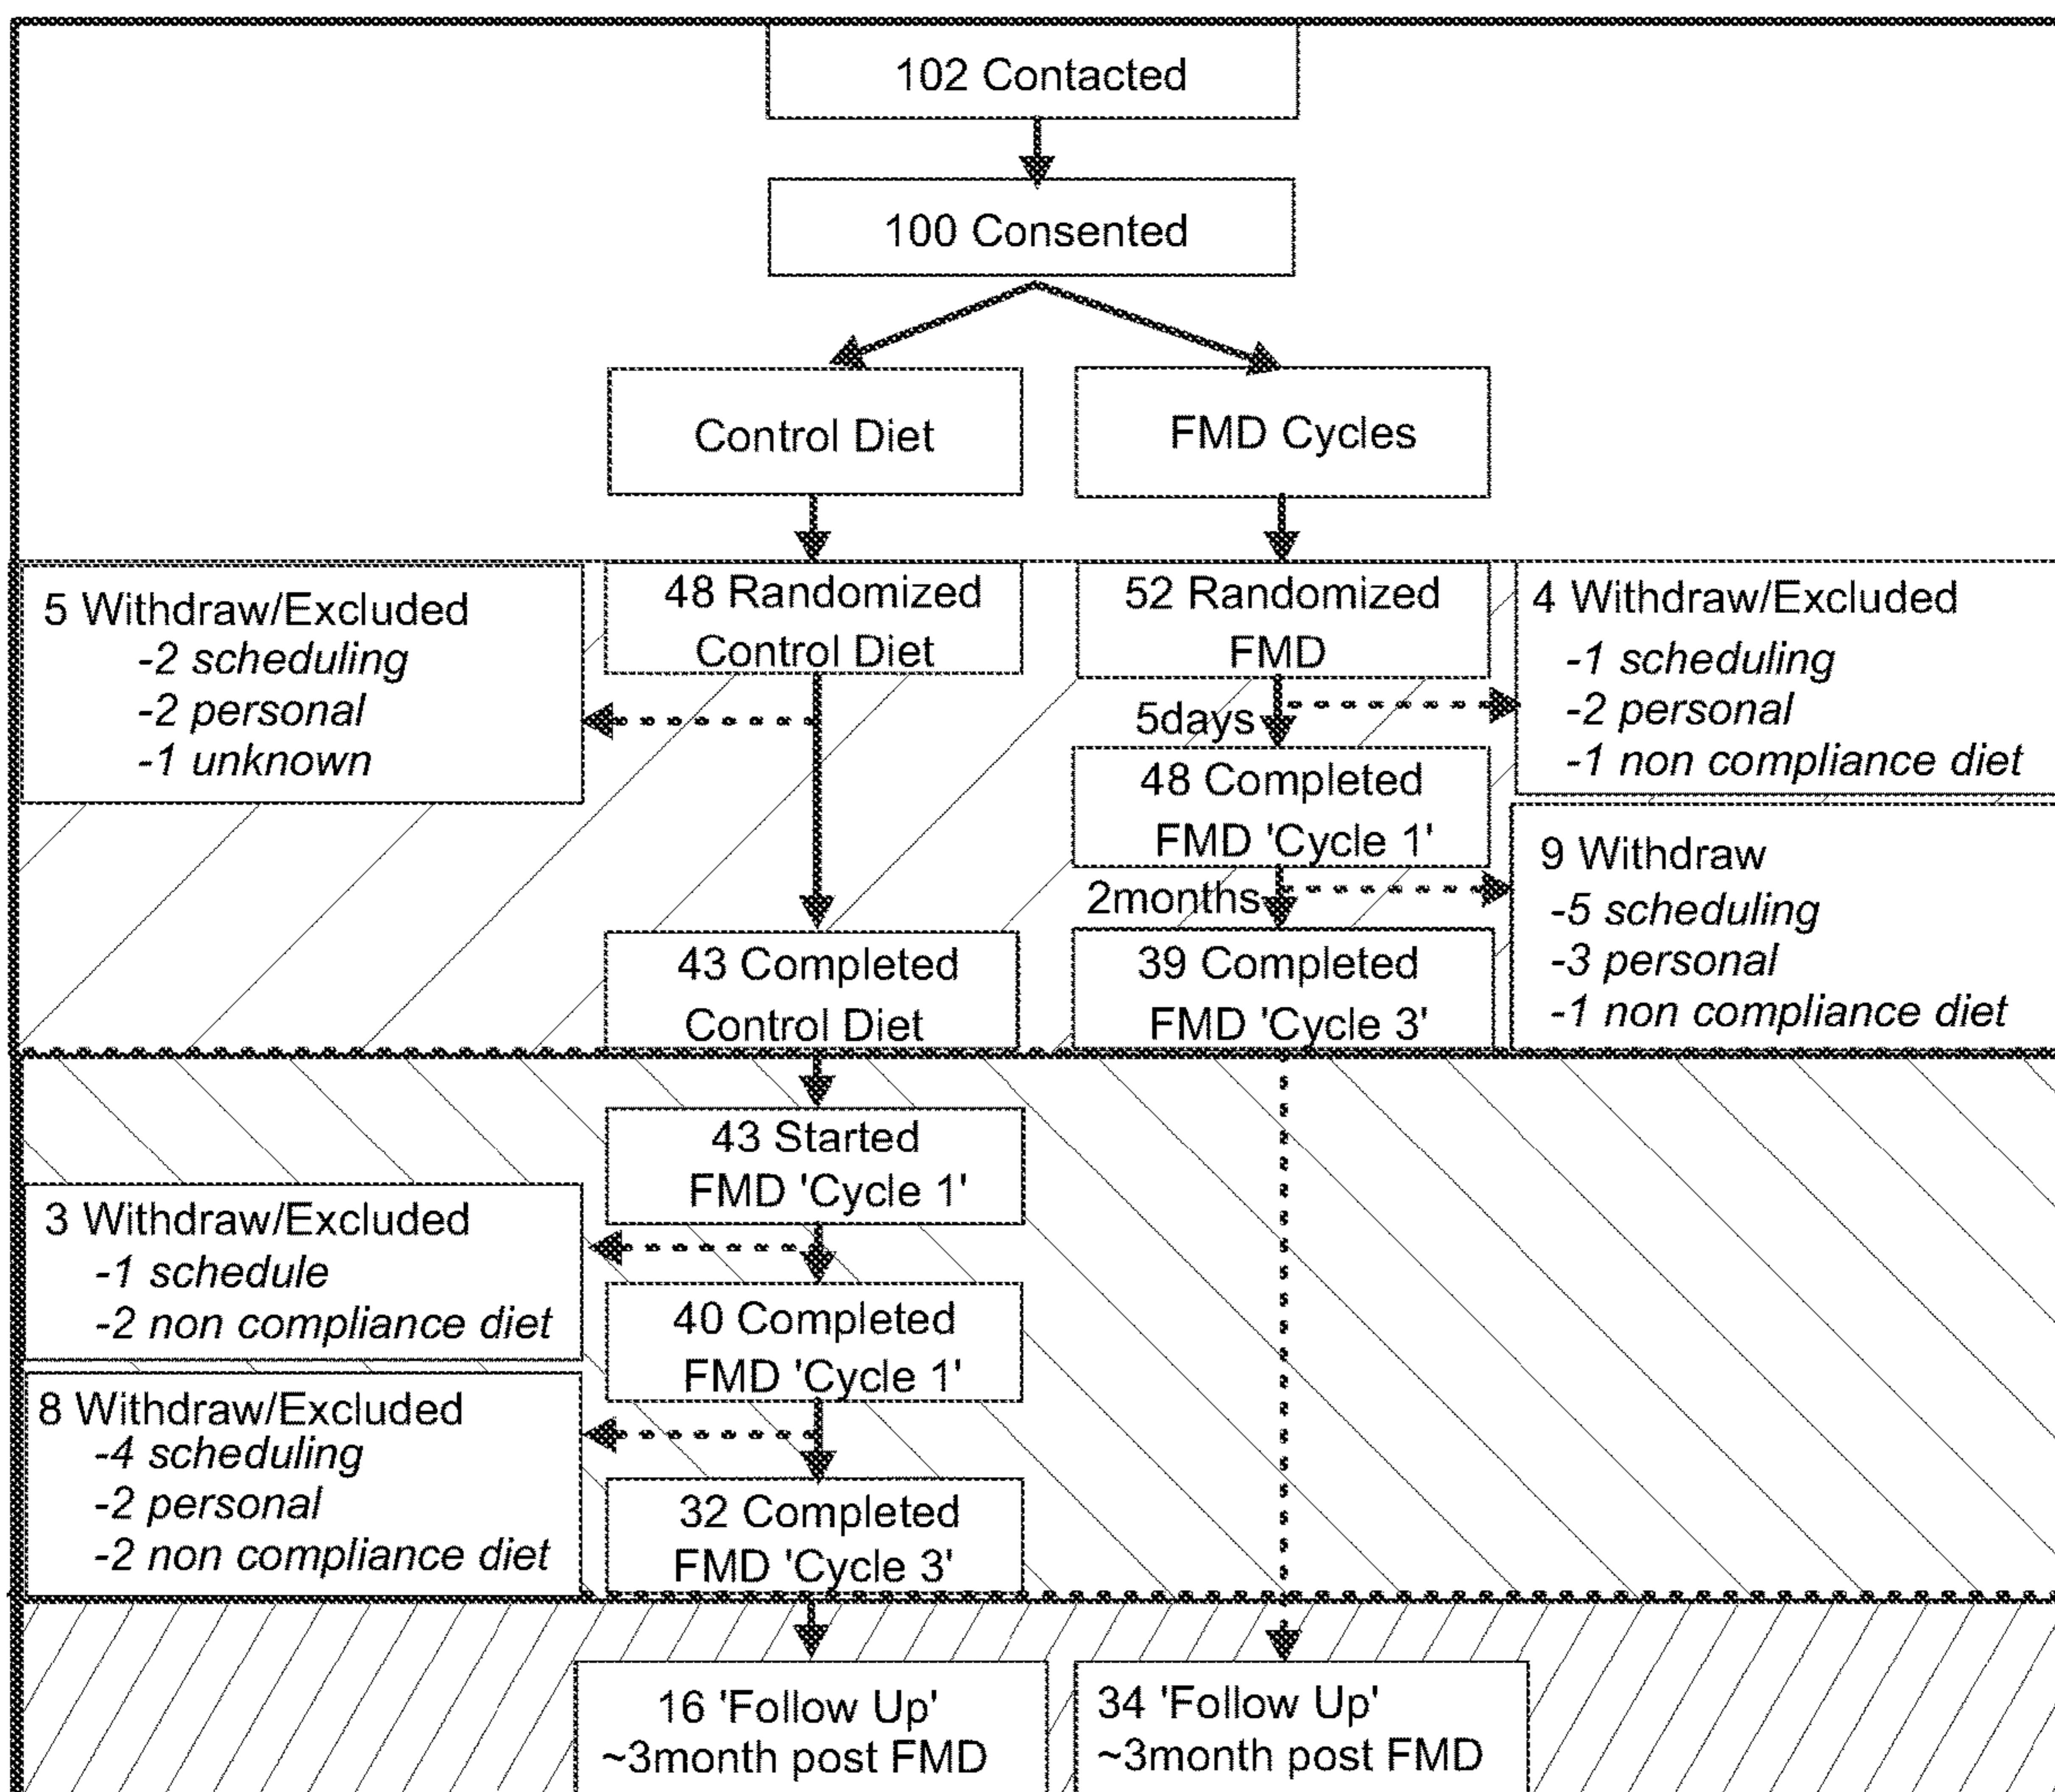 102 Contacted
100 Consented
Control Diet
FMD Cycles
5 Withdraw/Excluded
-2 scheduling
-2 personal
-1 unknown
48 Randomized
Control Diet
52 Randomized
FMD
4 Withdraw/Excluded
-1 scheduling
-2 personal
-1 non compliance diet
5days
48 Completed
FMD 'Cycle 1'
9 Withdraw
-5 scheduling
-3 personal
-1 non compliance diet
2months
43 Completed
Control Diet
39 Completed
FMD 'Cycle 3'
43 Started
FMD 'Cycle 1'
3 Withdraw/Excluded
-1 schedule
-2 non compliance diet
40 Completed
FMD 'Cycle 1'
8 Withdraw/Excluded
-4 scheduling
-2 personal
-2 non compliance diet
32 Completed
FMD 'Cycle 3'
16 'Follow Up'
~3month post FMD
34 'Follow Up'
~3month post FMD